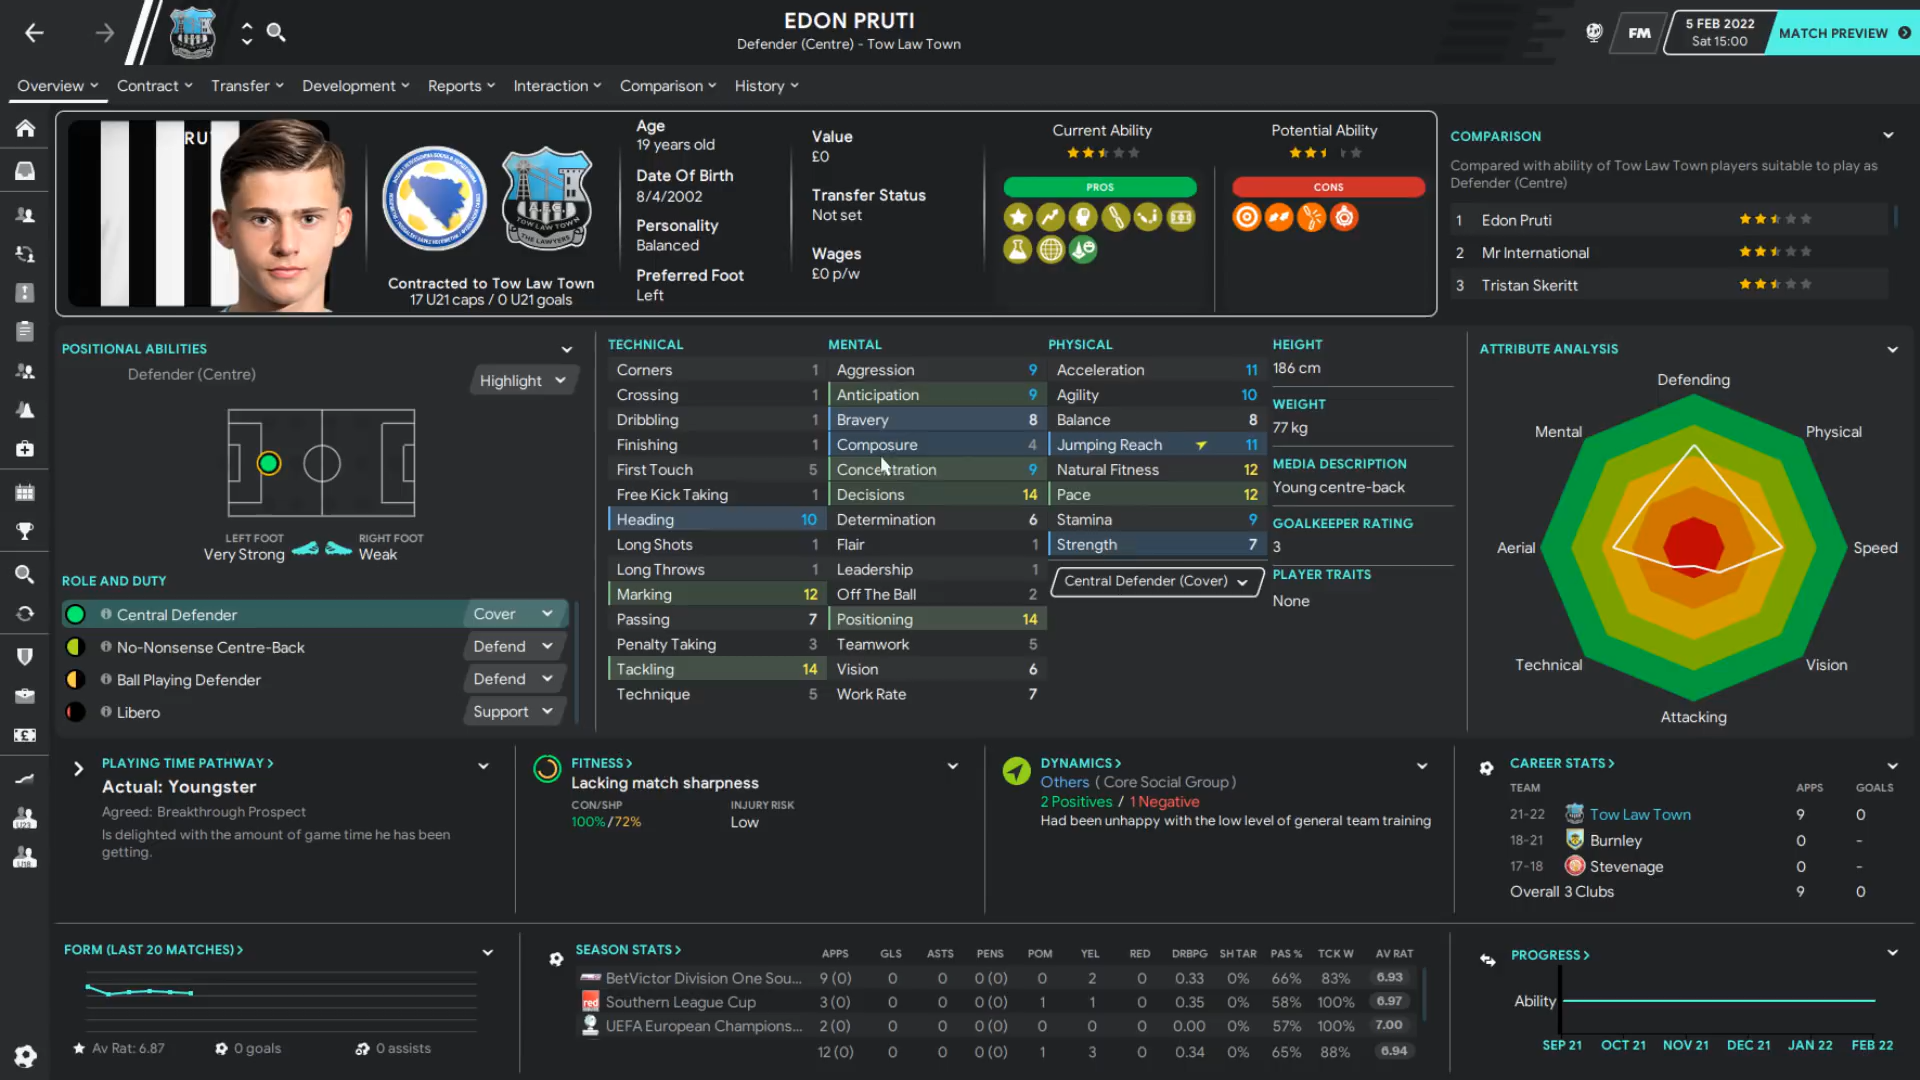 EDON PRUTI
Defender (Centre) - Tow Law Town
FM
5 FEB 2022
Sat 15:00
MATCH PREVIEW
Overview
Contract
Transfer
Development
Reports
Interaction
Comparison
History
RU
Contracted to Tow Law Town
17 U21 caps / 0 U21 goals
Age
19 years old
Date Of Birth
8/4/2002
Personality
Balanced
Preferred Foot
Left
Value
£0
Transfer Status
Not set
Wages
£0 p/w
Current Ability
PROS
Potential Ability
CONS
COMPARISON
Compared with ability of Tow Law Town players suitable to play as
Defender (Centre)
1 Edon Pruti
2 Mr International
3 Tristan Skeritt
POSITIONAL ABILITIES
Defender (Centre)
Highlight
LEFT FOOT
Very Strong
RIGHT FOOT
Weak
ROLE AND DUTY
Central Defender Cover
No-Nonsense Centre-Back Defend
Ball Playing Defender Defend
Libero Support
TECHNICAL
Corners 1
Crossing 1
Dribbling 1
Finishing 1
First Touch 5
Free Kick Taking 1
Heading 10
Long Shots 1
Long Throws 1
Marking 12
Passing 7
Penalty Taking 3
Tackling 14
Technique 5
MENTAL
Aggression 9
Anticipation 9
Bravery 8
Composure 4
Concentration 9
Decisions 14
Determination 6
Flair 1
Leadership 1
Off The Ball 2
Positioning 14
Teamwork 5
Vision 6
Work Rate 7
PHYSICAL
Acceleration 11
Agility 10
Balance 8
Jumping Reach 11
Natural Fitness 12
Pace 12
Stamina 9
Strength 7
Central Defender (Cover)
HEIGHT
186 cm
WEIGHT
77 kg
MEDIA DESCRIPTION
Young centre-back
GOALKEEPER RATING
3
PLAYER TRAITS
None
ATTRIBUTE ANALYSIS
Defending
Mental
Physical
Aerial
Speed
Technical
Vision
Attacking
PLAYING TIME PATHWAY >
Actual: Youngster
Agreed: Breakthrough Prospect
Is delighted with the amount of game time he has been
getting.
FITNESS >
Lacking match sharpness
CON/SHP
100% / 72%
INJURY RISK
Low
DYNAMICS >
Others ( Core Social Group )
2 Positives / 1 Negative
Had been unhappy with the low level of general team training
CAREER STATS >
TEAM APPS GOALS
21-22 Tow Law Town 9 0
18-21 Burnley 0 -
17-18 Stevenage 0 -
Overall 3 Clubs 9 0
FORM (LAST 20 MATCHES) >
Av Rat: 6.87
0 goals
0 assists
SEASON STATS >
APPS GLS ASTS PENS POM YEL RED DRBPG SH TAR PAS % TCK W AV RAT
BetVictor Division One Sou... 9 (0) 0 0 0 (0) 0 2 0 0.33 0% 66% 83% 6.93
Southern League Cup 3 (0) 0 0 0 (0) 1 1 0 0.35 0% 58% 100% 6.97
UEFA European Champions... 2 (0) 0 0 0 (0) 0 0 0 0.00 0% 57% 100% 7.00
12 (0) 0 0 0 (0) 1 3 0 0.34 0% 65% 88% 6.94
PROGRESS >
Ability
SEP 21 OCT 21 NOV 21 DEC 21 JAN 22 FEB 22